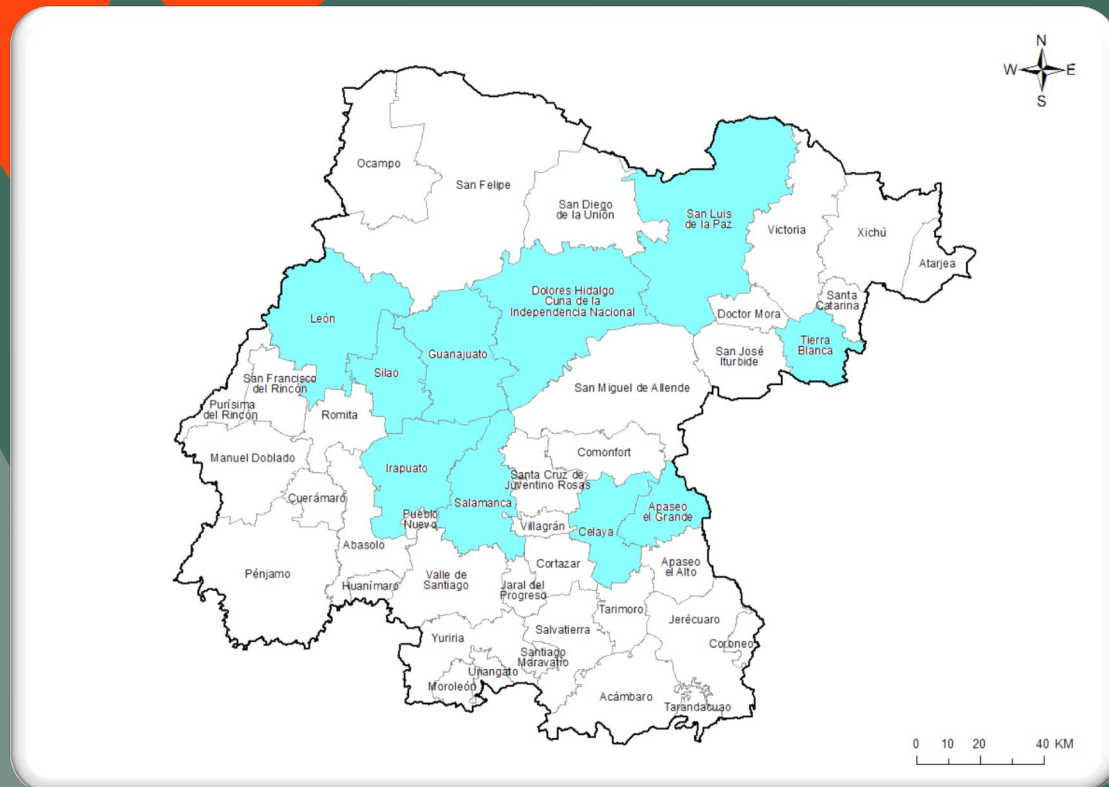 N
W E
S
Ocampo
San Felipe
San Diego
de la Unión
San Luis
de la Paz
Victoria
Xichú
Atarjea
León
Dolores Hidalgo
Cuna de la
Independencia Nacional
Santa
Catarina
Doctor Mora
Guanajuato
Silao
San José
Iturbide
Tierra
Blanca
San Francisco
del Rincón
San Miguel de Allende
Purísima
del Rincón
Romita
Manuel Doblado
Comonfort
Irapuato
Santa Cruz de
Juventino Rosas
Cuerámaro
Salamanca
Apaseo
el Grande
Pueblo
Nuevo
Villagrán
Celaya
Abasolo
Cortazar
Apaseo
el Alto
Pénjamo
Valle de
Santiago
Huanímaro
Jaral del
Progreso
Tarimoro
Jerécuaro
Salvatierra
Yuriria
Coroneo
Santiago
Maravatío
Uriangato
Moroleón
Acámbaro
Tarandacuao
0 10 20 40 KM